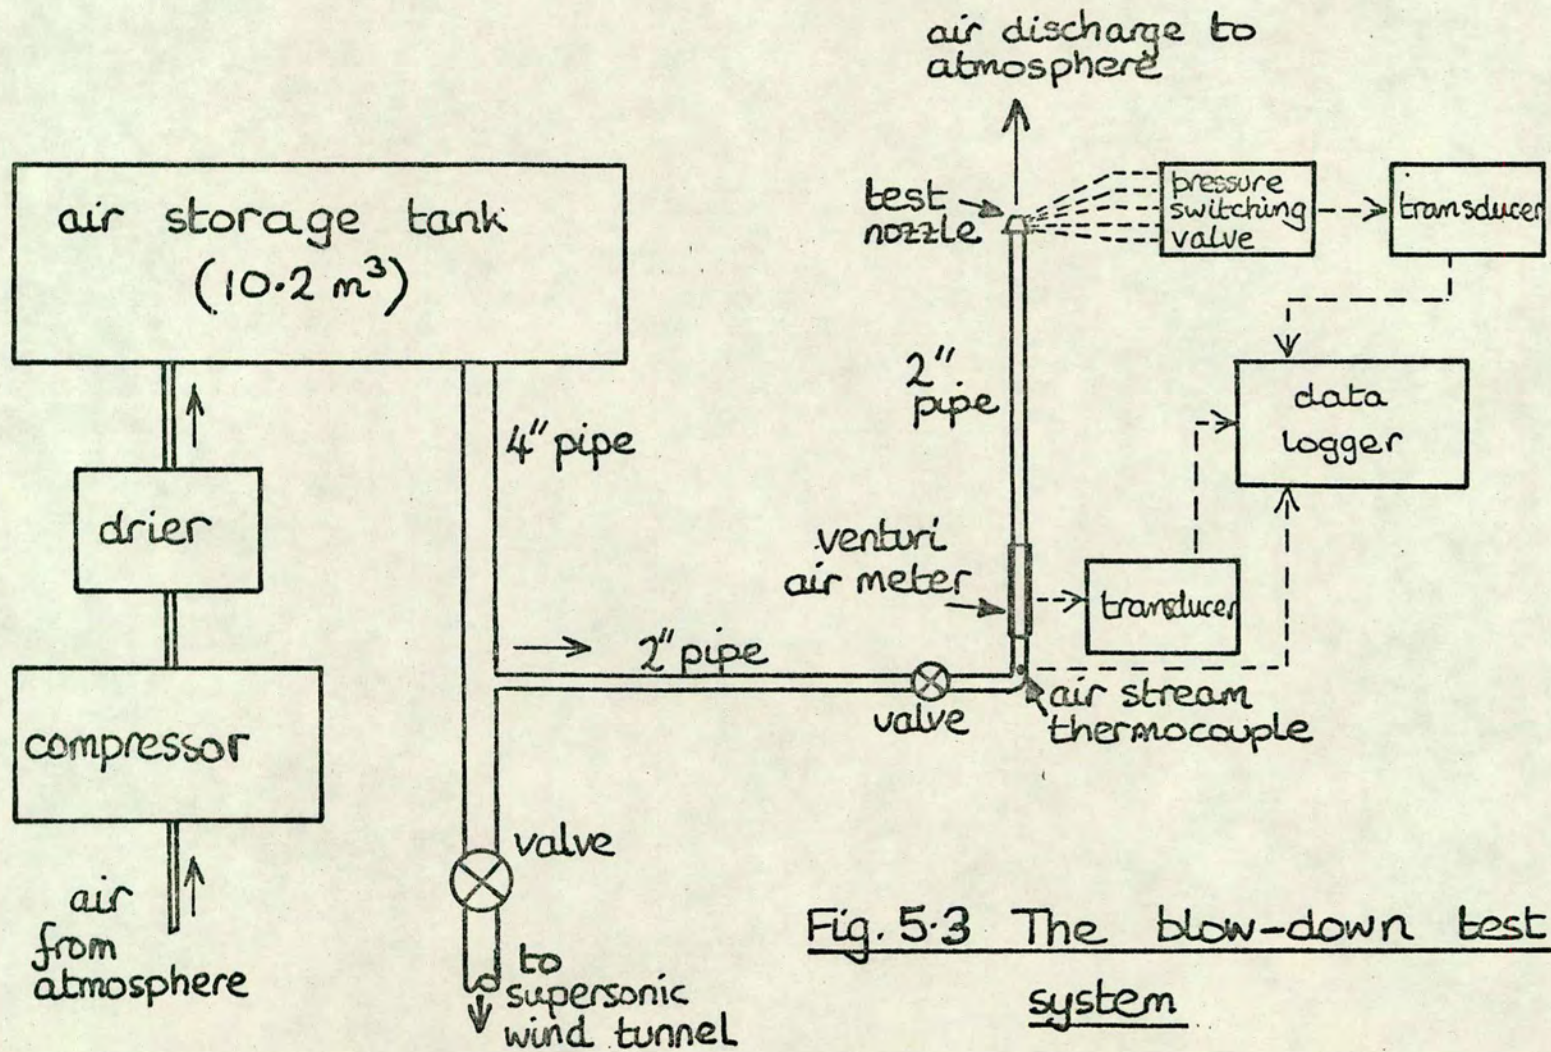 air discharge to
atmosphere
air storage tank
(10.2 m³)
test
nozzle
pressure
switching
valve
transducer
2"
pipe
data
logger
4" pipe
drier
venturi
air meter
transducer
2" pipe
valve
air stream
thermocouple
compressor
valve
air
from
atmosphere
to
supersonic
wind tunnel
Fig. 5.3 The blow-down test
system